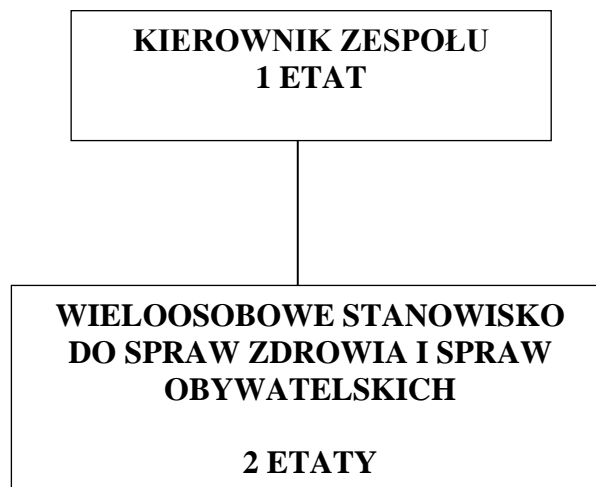 KIEROWNIK ZESPOŁU
1 ETAT
WIELOOSOBOWE STANOWISKO
DO SPRAW ZDROWIA I SPRAW
OBYWATELSKICH
2 ETATY